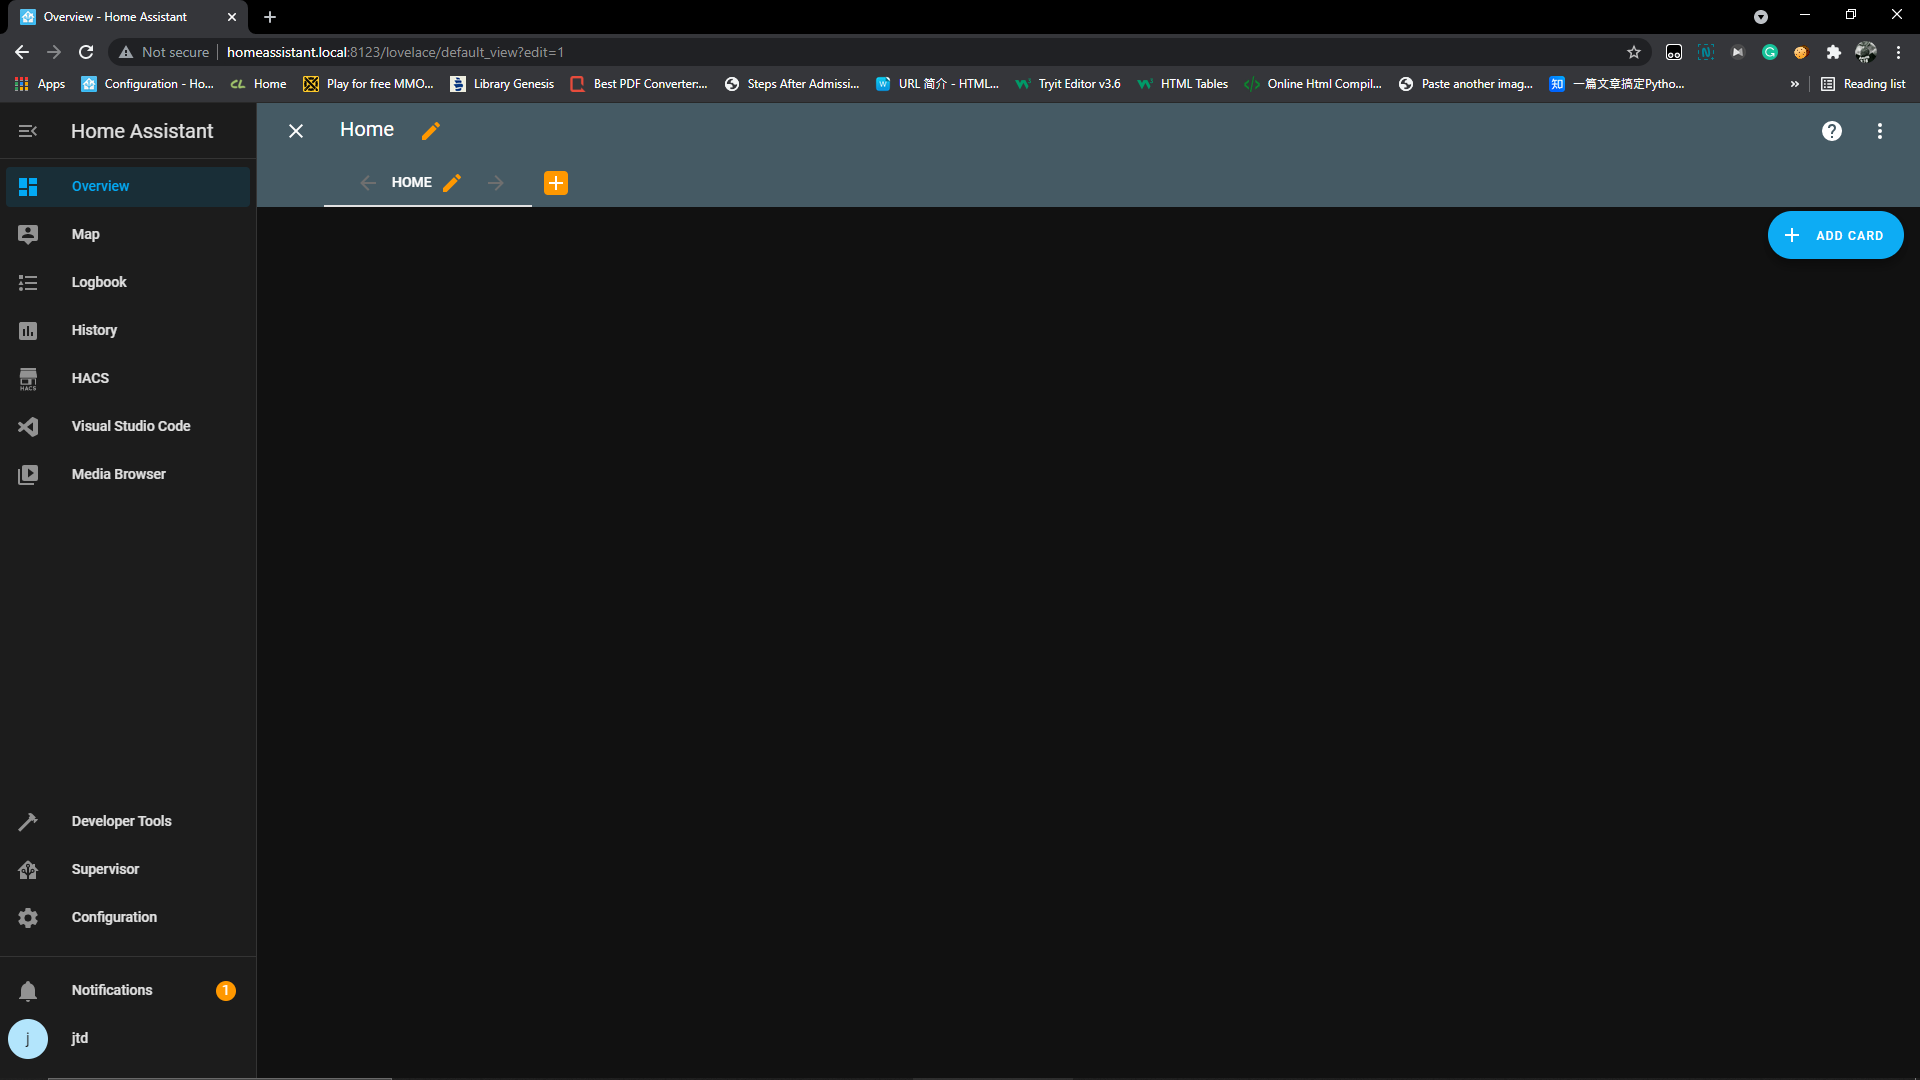 Overview - Home Assistant
Not secure homeassistant.local:8123/lovelace/default_view?edit=1
Apps Configuration - Ho... CL Home Play for free MMO... Library Genesis Best PDF Converter:... Steps After Admissi... W URL 简介 - HTML... Tryit Editor v3.6 HTML Tables Online Html Compil... Paste another imag... 知 一篇文章搞定Pytho... » Reading list
Home Assistant
Home
HOME
ADD CARD
Overview
Map
Logbook
History
HACS
HACS
Visual Studio Code
Media Browser
Developer Tools
Supervisor
Configuration
Notifications 1
j jtd